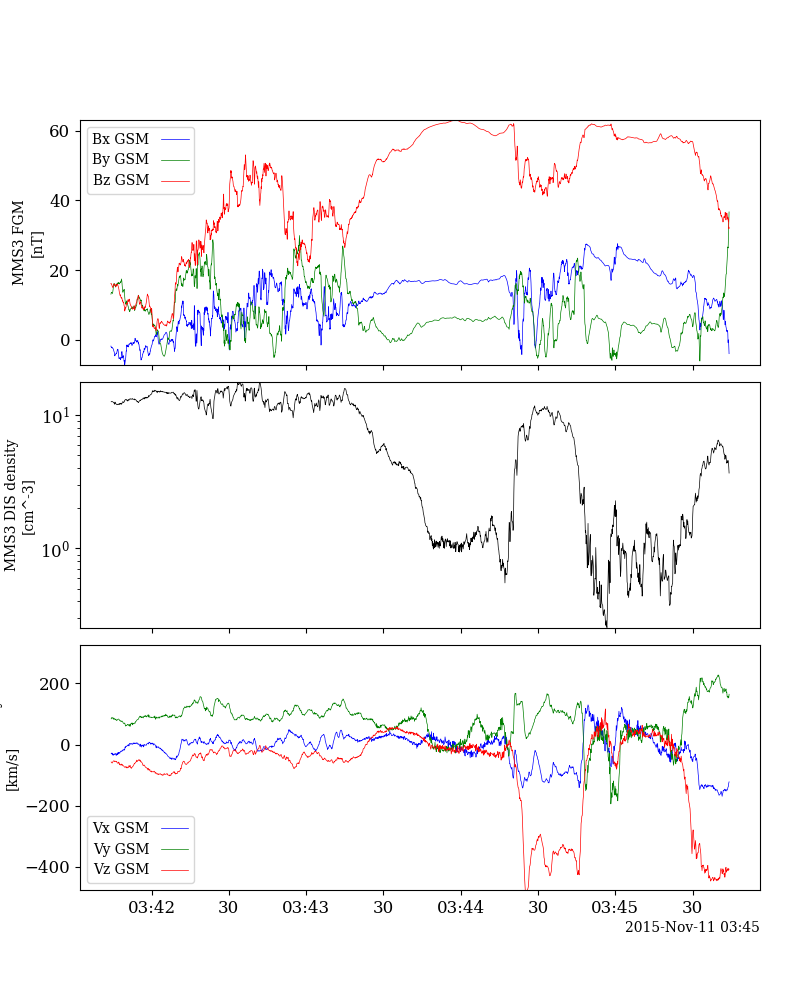 60
40
20
0
MMS3 FGM
[nT]
Bx GSM
By GSM
Bz GSM
10^1
10^0
MMS3 DIS density
[cm^-3]
200
0
−200
−400
[km/s]
Vx GSM
Vy GSM
Vz GSM
03:42 30 03:43 30 03:44 30 03:45 30
2015-Nov-11 03:45